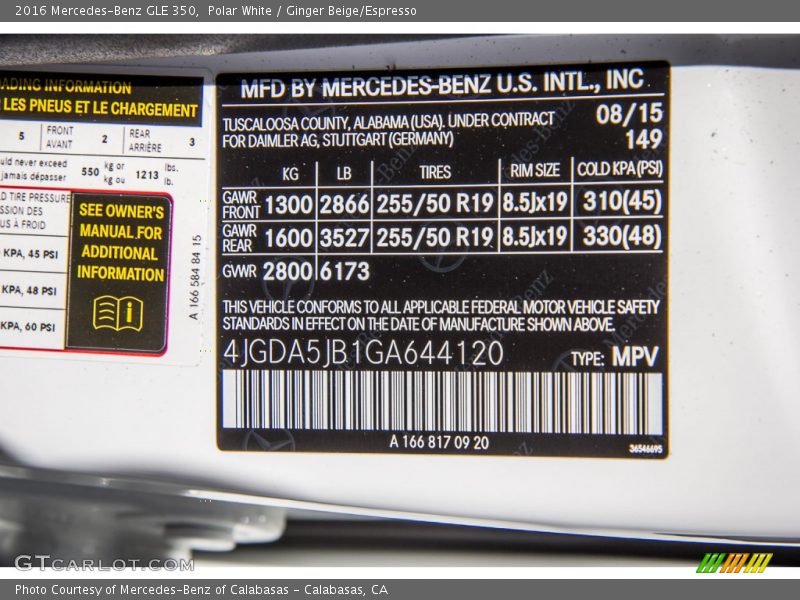 2016 Mercedes-Benz GLE 350,  Polar White / Ginger Beige/Espresso
ADING INFORMATION
LES PNEUS ET LE CHARGEMENT
5 FRONT AVANT 2 REAR ARRIÈRE 3
uld never exceed
jamais dépasser 550 kg or kg ou 1213 lbs. lb.
D TIRE PRESSURE
SSION DES
US À FROID
KPA, 45 PSI
KPA, 48 PSI
KPA, 60 PSI
SEE OWNER'S
MANUAL FOR
ADDITIONAL
INFORMATION
A 166 584 84 15
MFD BY MERCEDES-BENZ U.S. INTL., INC
TUSCALOOSA COUNTY, ALABAMA (USA). UNDER CONTRACT
FOR DAIMLER AG, STUTTGART (GERMANY)
08/15
149
KG LB TIRES RIM SIZE COLD KPA (PSI)
GAWR FRONT 1300 2866 255/50 R19 8.5Jx19 310(45)
GAWR REAR 1600 3527 255/50 R19 8.5Jx19 330(48)
GWR 2800 6173
THIS VEHICLE CONFORMS TO ALL APPLICABLE FEDERAL MOTOR VEHICLE SAFETY
STANDARDS IN EFFECT ON THE DATE OF MANUFACTURE SHOWN ABOVE.
4JGDA5JB1GA644120 TYPE: MPV
A 166 817 09 20
36546695
GTCARLOT.COM
Photo Courtesy of Mercedes-Benz of Calabasas - Calabasas, CA